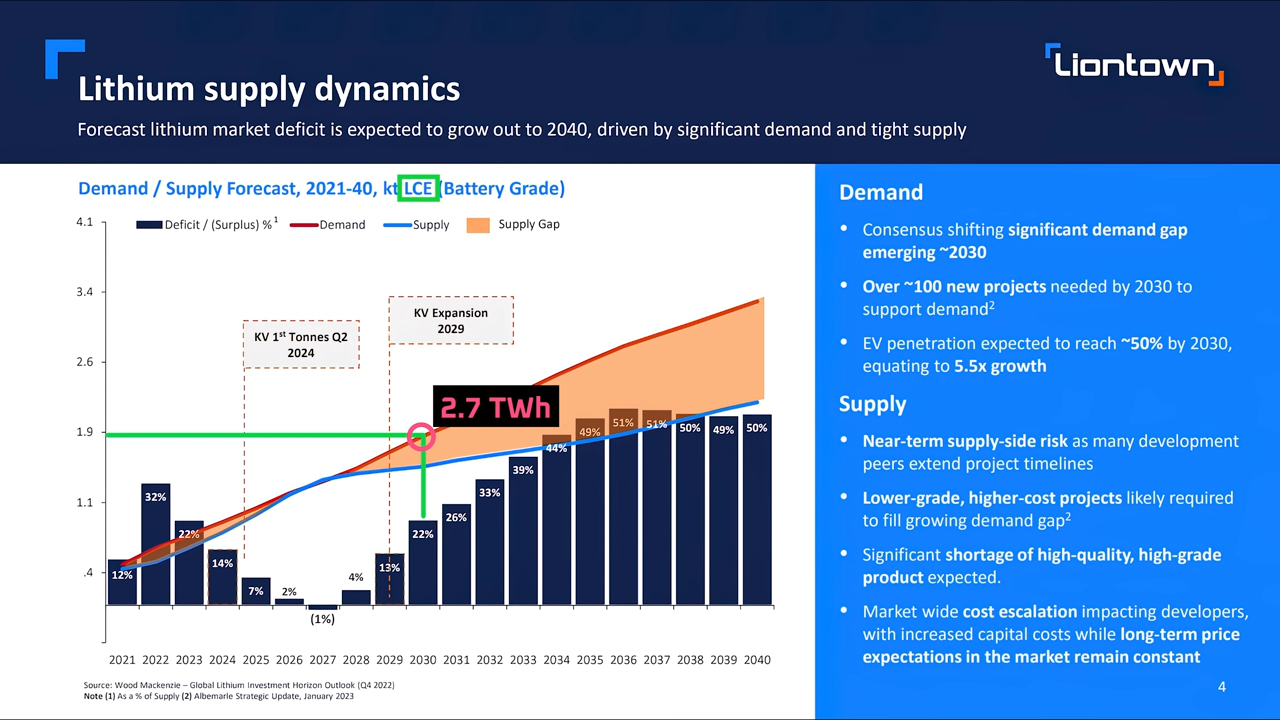 Lithium supply dynamics
Liontown
Forecast lithium market deficit is expected to grow out to 2040, driven by significant demand and tight supply
Demand / Supply Forecast, 2021-40, kt LCE (Battery Grade)
Deficit / (Surplus) % 1
Demand
Supply
Supply Gap
4.1
3.4
2.6
1.9
1.1
.4
KV 1st Tonnes Q2
2024
KV Expansion
2029
2.7 TWh
12%
32%
22%
14%
7%
2%
(1%)
4%
13%
22%
26%
33%
39%
44%
49%
51%
51%
50%
49%
50%
2021 2022 2023 2024 2025 2026 2027 2028 2029 2030 2031 2032 2033 2034 2035 2036 2037 2038 2039 2040
Source: Wood Mackenzie – Global Lithium Investment Horizon Outlook (Q4 2022)
Note (1) As a % of Supply (2) Albemarle Strategic Update, January 2023
Demand
• Consensus shifting significant demand gap
emerging ~2030
• Over ~100 new projects needed by 2030 to
support demand2
• EV penetration expected to reach ~50% by 2030,
equating to 5.5x growth
Supply
• Near-term supply-side risk as many development
peers extend project timelines
• Lower-grade, higher-cost projects likely required
to fill growing demand gap2
• Significant shortage of high-quality, high-grade
product expected.
• Market wide cost escalation impacting developers,
with increased capital costs while long-term price
expectations in the market remain constant
4